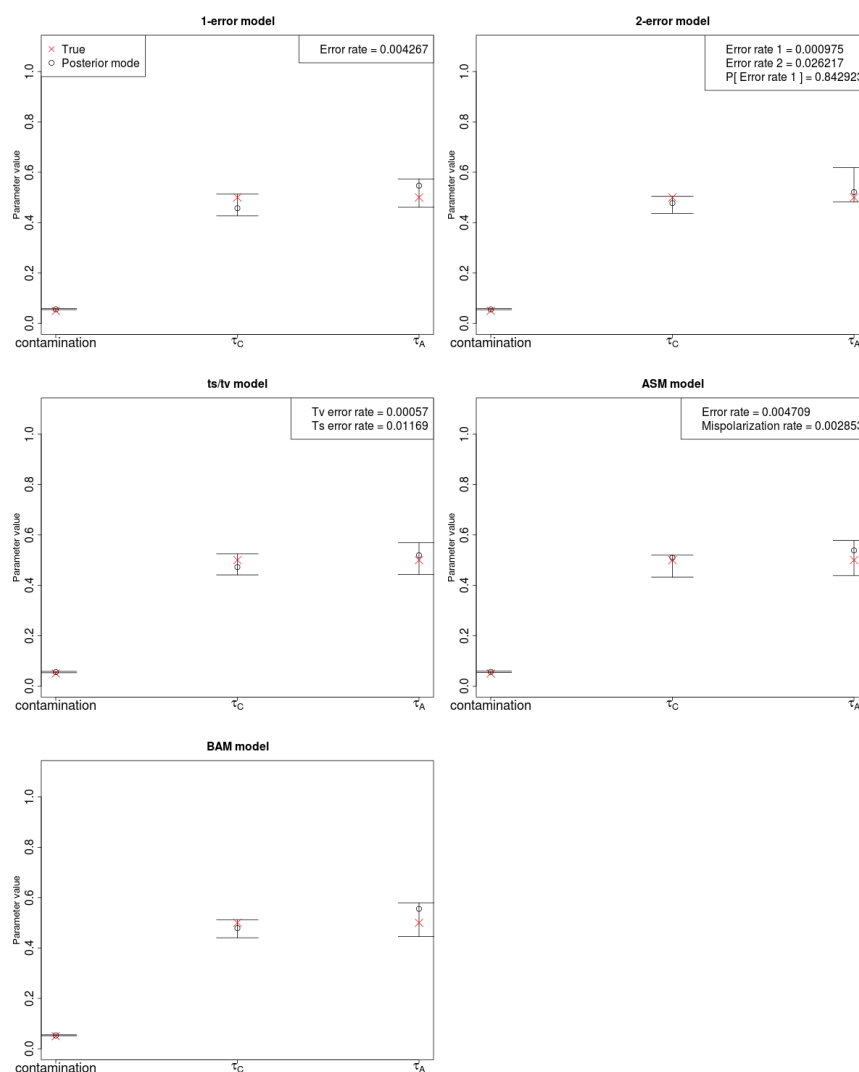 1-error model
× True
○ Posterior mode
Error rate = 0.004267
Parameter value
0.0 0.2 0.4 0.6 0.8 1.0
contamination τC τA
2-error model
Error rate 1 = 0.000975
Error rate 2 = 0.026217
P[ Error rate 1 ] = 0.842923
Parameter value
0.0 0.2 0.4 0.6 0.8 1.0
contamination τC τA
ts/tv model
Tv error rate = 0.00057
Ts error rate = 0.01169
Parameter value
0.0 0.2 0.4 0.6 0.8 1.0
contamination τC τA
ASM model
Error rate = 0.004709
Mispolarization rate = 0.002853
Parameter value
0.0 0.2 0.4 0.6 0.8 1.0
contamination τC τA
BAM model
Parameter value
0.0 0.2 0.4 0.6 0.8 1.0
contamination τC τA